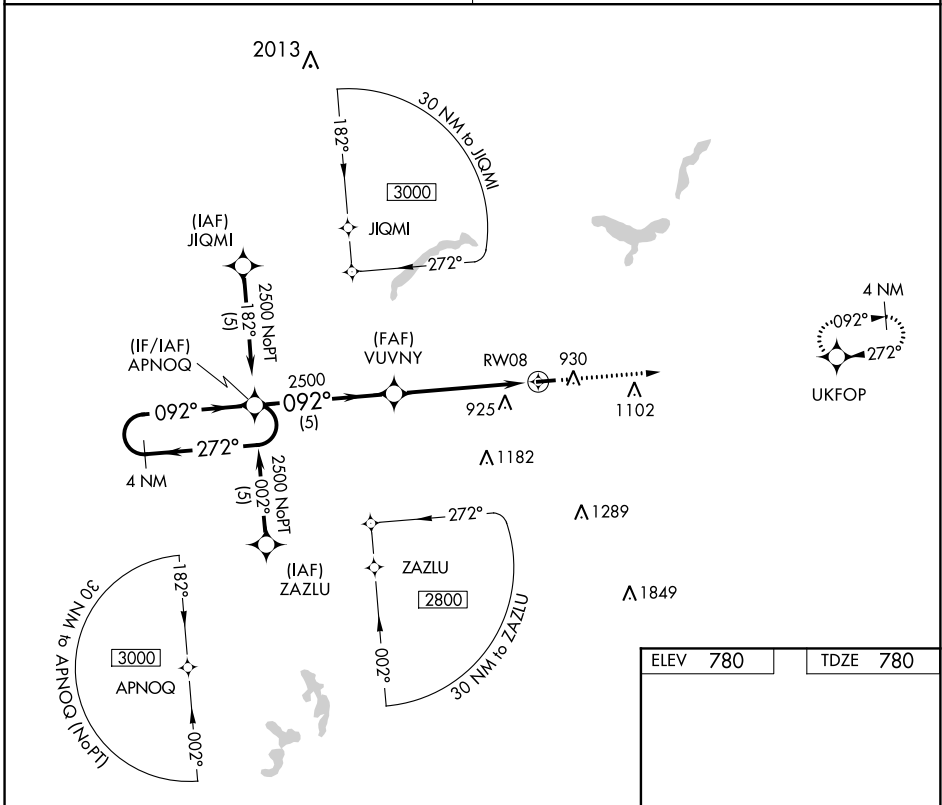 2013
30 NM to JIQMI
182°
3000
JIQMI
272°
(IAF)
JIQMI
2500 NoPT
182°
(5)
4 NM
092°
272°
UKFOP
(IF/IAF)
APNOQ
(FAF)
VUVNY
RW08
930
2500
092°
(5)
925
1102
092°
272°
4 NM
1182
2500 NoPT
002°
(5)
1289
(IAF)
ZAZLU
272°
ZAZLU
2800
002°
30 NM to ZAZLU
1849
182°
30 NM to APNOQ (NoPT)
3000
APNOQ
002°
ELEV 780
TDZE 780